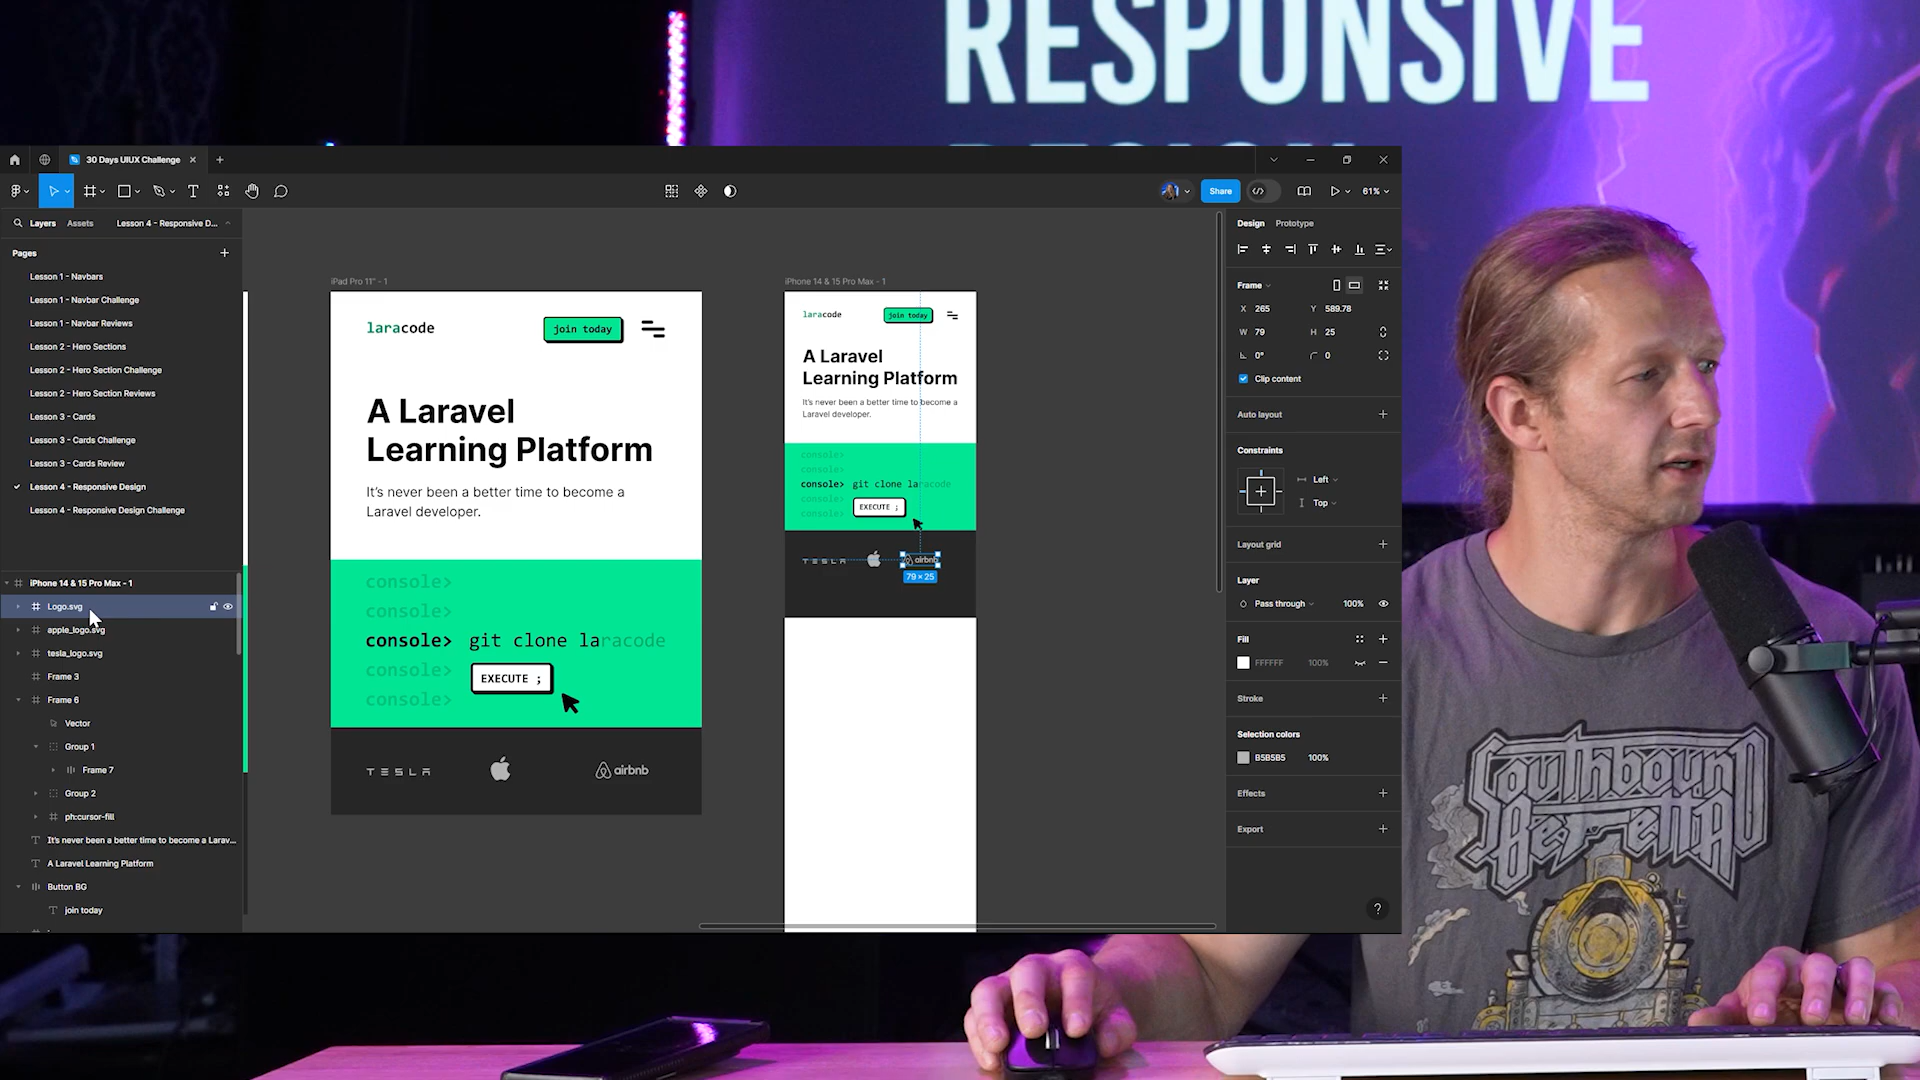 RESPONSIVE
DESIGN
30 Days UIUX Challenge
Share
61%
Layers
Assets
Lesson 4 - Responsive D...
Pages
Lesson 1 - Navbars
Lesson 1 - Navbar Challenge
Lesson 1 - Navbar Reviews
Lesson 2 - Hero Sections
Lesson 2 - Hero Section Challenge
Lesson 2 - Hero Section Reviews
Lesson 3 - Cards
Lesson 3 - Cards Challenge
Lesson 3 - Cards Review
Lesson 4 - Responsive Design
Lesson 4 - Responsive Design Challenge
iPhone 14 & 15 Pro Max - 1
Logo.svg
apple_logo.svg
tesla_logo.svg
Frame 3
Frame 6
Vector
Group 1
Frame 7
Group 2
ph:cursor-fill
It's never been a better time to become a Larav...
A Laravel Learning Platform
Button BG
join today
iPad Pro 11" - 1
laracode
join today
A Laravel
Learning Platform
It's never been a better time to become a
Laravel developer.
console>
console>
console> git clone laracode
console>
EXECUTE ;
console>
TESLA
airbnb
iPhone 14 & 15 Pro Max - 1
laracode
join today
A Laravel
Learning Platform
It's never been a better time to become a
Laravel developer.
console>
console>
console> git clone laracode
console>
EXECUTE ;
console>
TESLA
airbnb
79 × 25
Design
Prototype
Frame
X 265
Y 589.78
W 79
H 25
0°
0
Clip content
Auto layout
Constraints
Left
Top
Layout grid
Layer
Pass through
100%
Fill
FFFFFF
100%
Stroke
Selection colors
B5B5B5
100%
Effects
Export
?
Southbound
Beretta